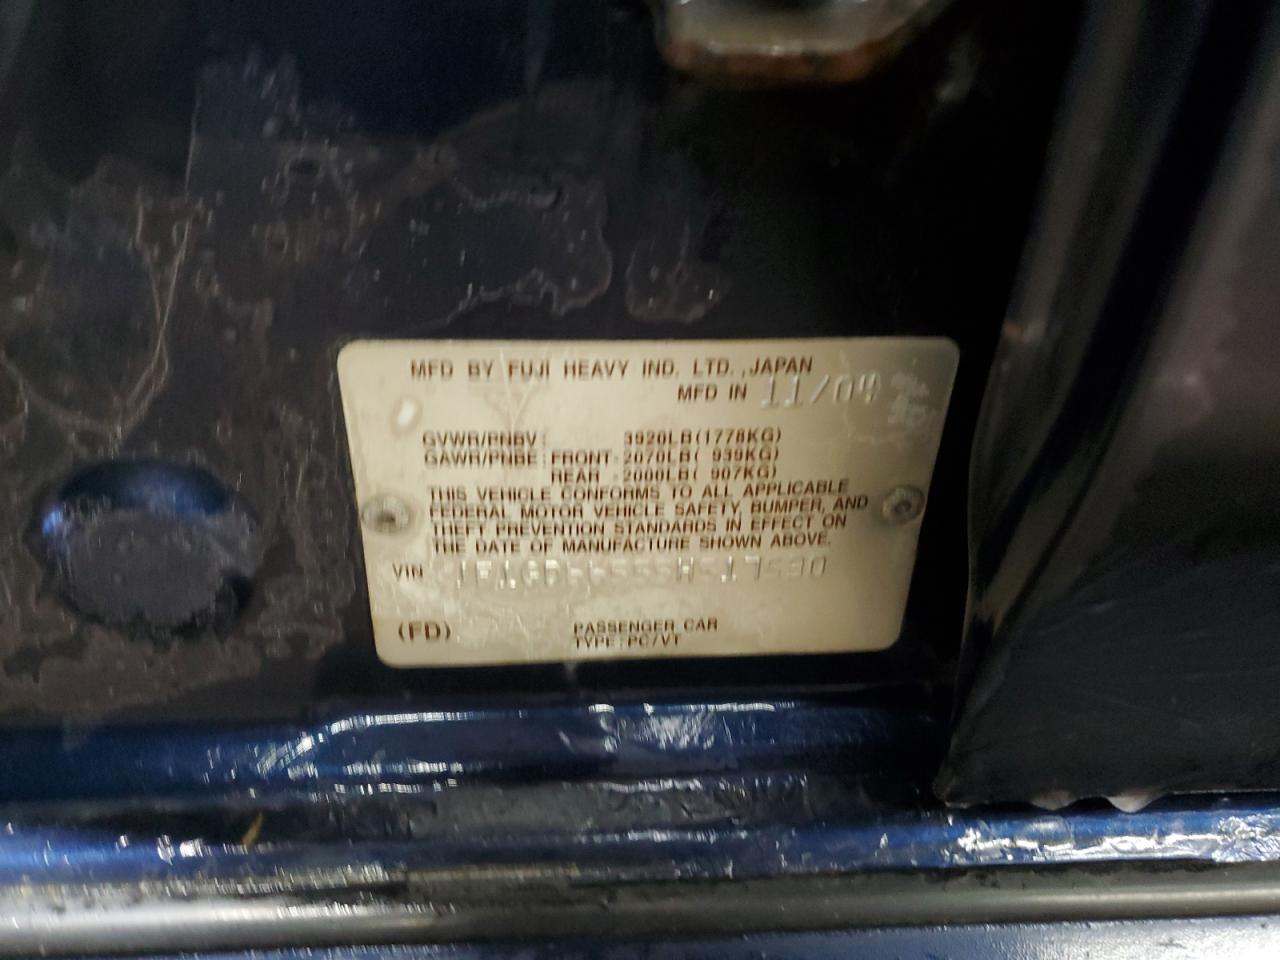 MFD BY FUJI HEAVY IND. LTD., JAPAN
MFD IN 11/04
GVWR/PNBV: 3920LB(1778KG)
GAWR/PNBE: FRONT - 2070LB( 939KG)
REAR - 2000LB( 907KG)
THIS VEHICLE CONFORMS TO ALL APPLICABLE
FEDERAL MOTOR VEHICLE SAFETY, BUMPER, AND
THEFT PREVENTION STANDARDS IN EFFECT ON
THE DATE OF MANUFACTURE SHOWN ABOVE.
VIN
(FD)
PASSENGER CAR
TYPE: PC/VT